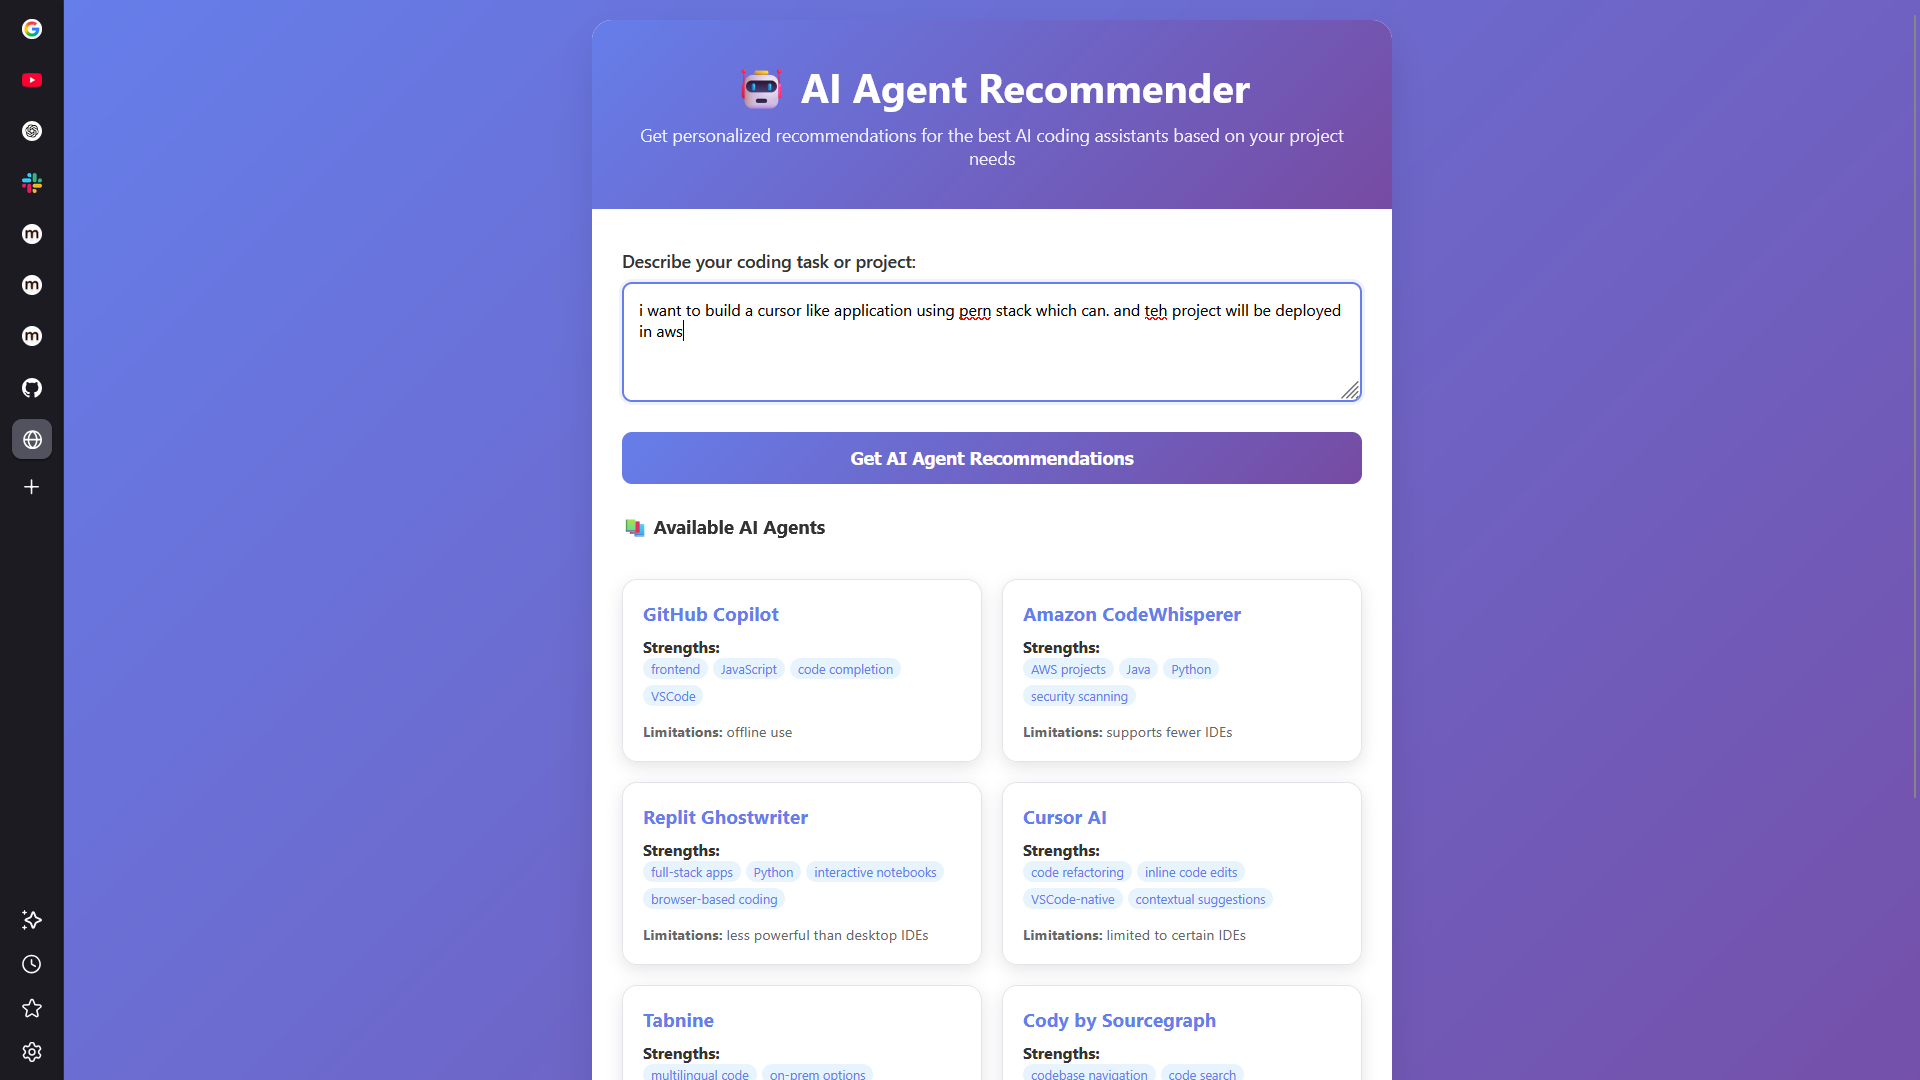 AI Agent Recommender
Get personalized recommendations for the best AI coding assistants based on your project
needs
Describe your coding task or project:
i want to build a cursor like application using pern stack which can. and teh project will be deployed
in aws
Get AI Agent Recommendations
Available AI Agents
GitHub Copilot
Strengths:
frontend JavaScript code completion
VSCode
Limitations: offline use
Amazon CodeWhisperer
Strengths:
AWS projects Java Python
security scanning
Limitations: supports fewer IDEs
Replit Ghostwriter
Strengths:
full-stack apps Python interactive notebooks
browser-based coding
Limitations: less powerful than desktop IDEs
Cursor AI
Strengths:
code refactoring inline code edits
VSCode-native contextual suggestions
Limitations: limited to certain IDEs
Tabnine
Strengths:
multilingual code on-prem options
Cody by Sourcegraph
Strengths:
codebase navigation code search